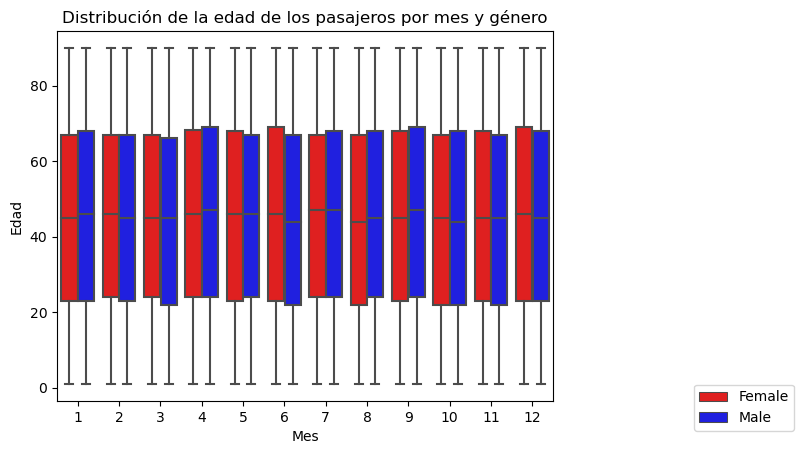 Distribución de la edad de los pasajeros por mes y género
80
60
40
20
0
Edad
1 2 3 4 5 6 7 8 9 10 11 12
Mes
Female
Male